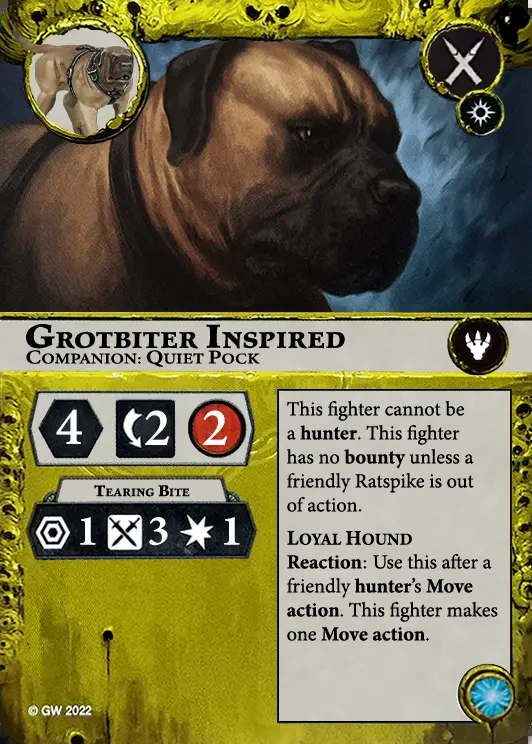 Grotbiter Inspired
Companion: Quiet Pock
4 2 2
Tearing Bite
1 3 1
This fighter cannot be
a hunter. This fighter
has no bounty unless a
friendly Ratspike is out
of action.
Loyal Hound
Reaction: Use this after a
friendly hunter's Move
action. This fighter makes
one Move action.
© GW 2022